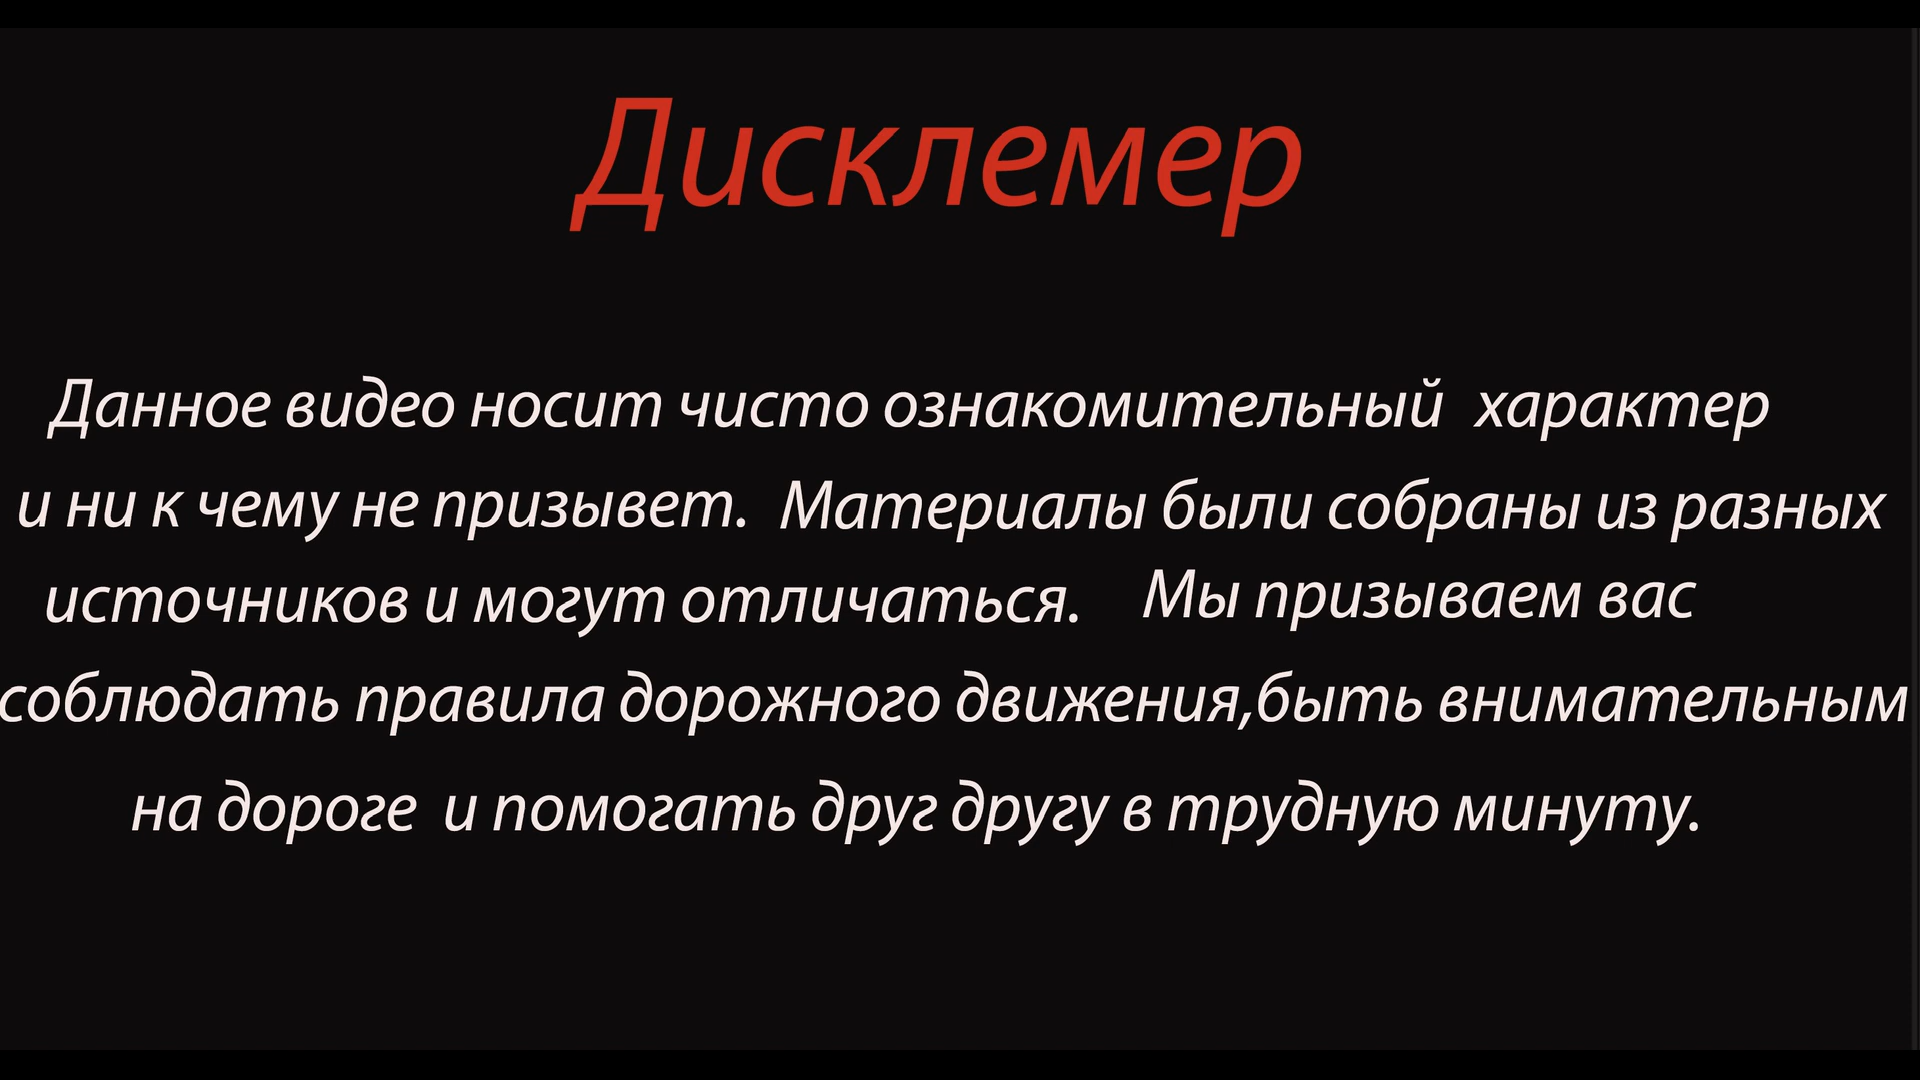 Дисклемер
Данное видео носит чисто ознакомительный характер
и ни к чему не призывет. Материалы были собраны из разных
источников и могут отличаться. Мы призываем вас
соблюдать правила дорожного движения,быть внимательным
на дороге и помогать друг другу в трудную минуту.